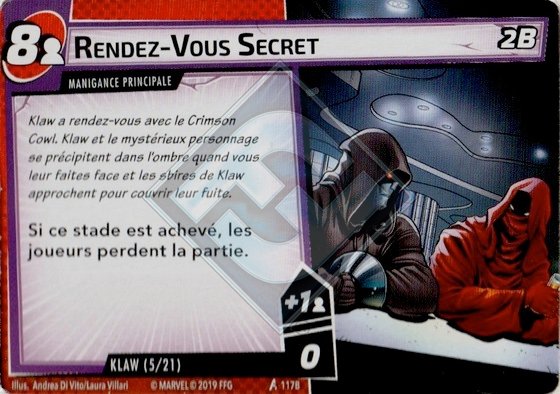 8
RENDEZ-VOUS SECRET
2B
MANIGANCE PRINCIPALE
Klaw a rendez-vous avec le Crimson
Cowl. Klaw et le mystérieux personnage
se précipitent dans l'ombre quand vous
leur faites face et les sbires de Klaw
approchent pour couvrir leur fuite.
Si ce stade est achevé, les
joueurs perdent la partie.
+1
0
KLAW (5/21)
Illus. Andrea Di Vito/Laura Villari
© MARVEL © 2019 FFG
117B